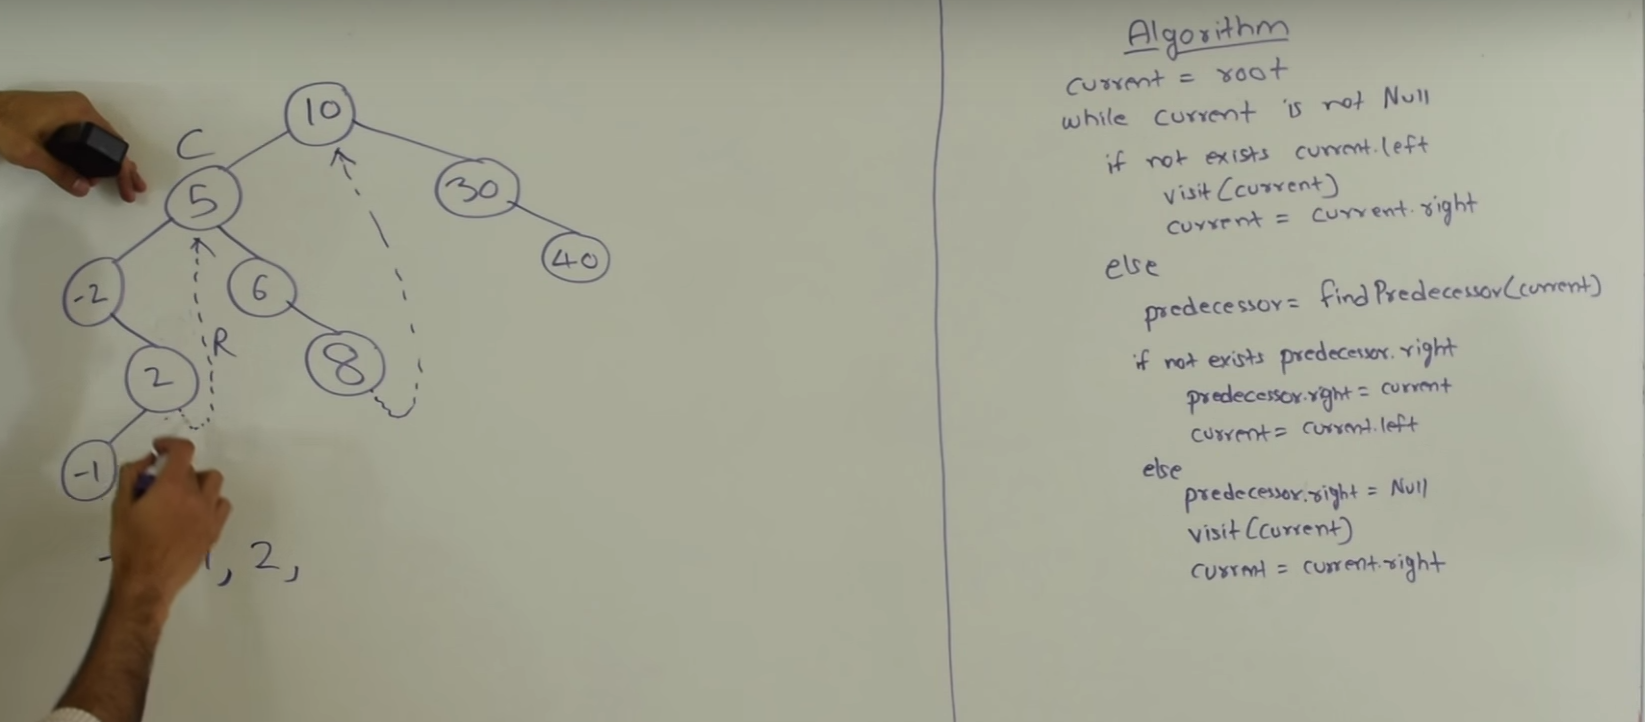 10
C
5
30
-2
6
40
R
2
8
-1
, 2,
Algorithm
current = root
while current is not Null
if not exists current.left
visit(current)
current = current.right
else
predecessor = findPredecessor(current)
if not exists predecessor.right
predecessor.right = current
current = current.left
else
predecessor.right = Null
visit(current)
current = current.right